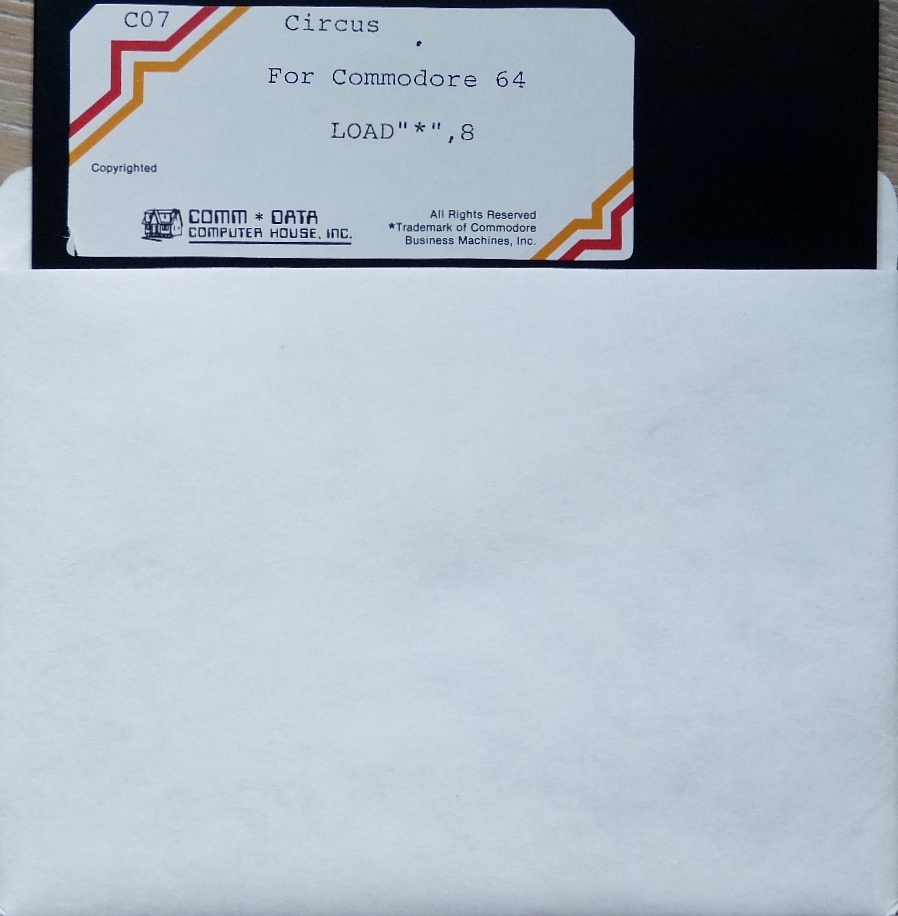 C07
Circus
For Commodore 64
LOAD"*",8
Copyrighted
COMM * DATA
COMPUTER HOUSE, INC.
All Rights Reserved
*Trademark of Commodore
Business Machines, Inc.